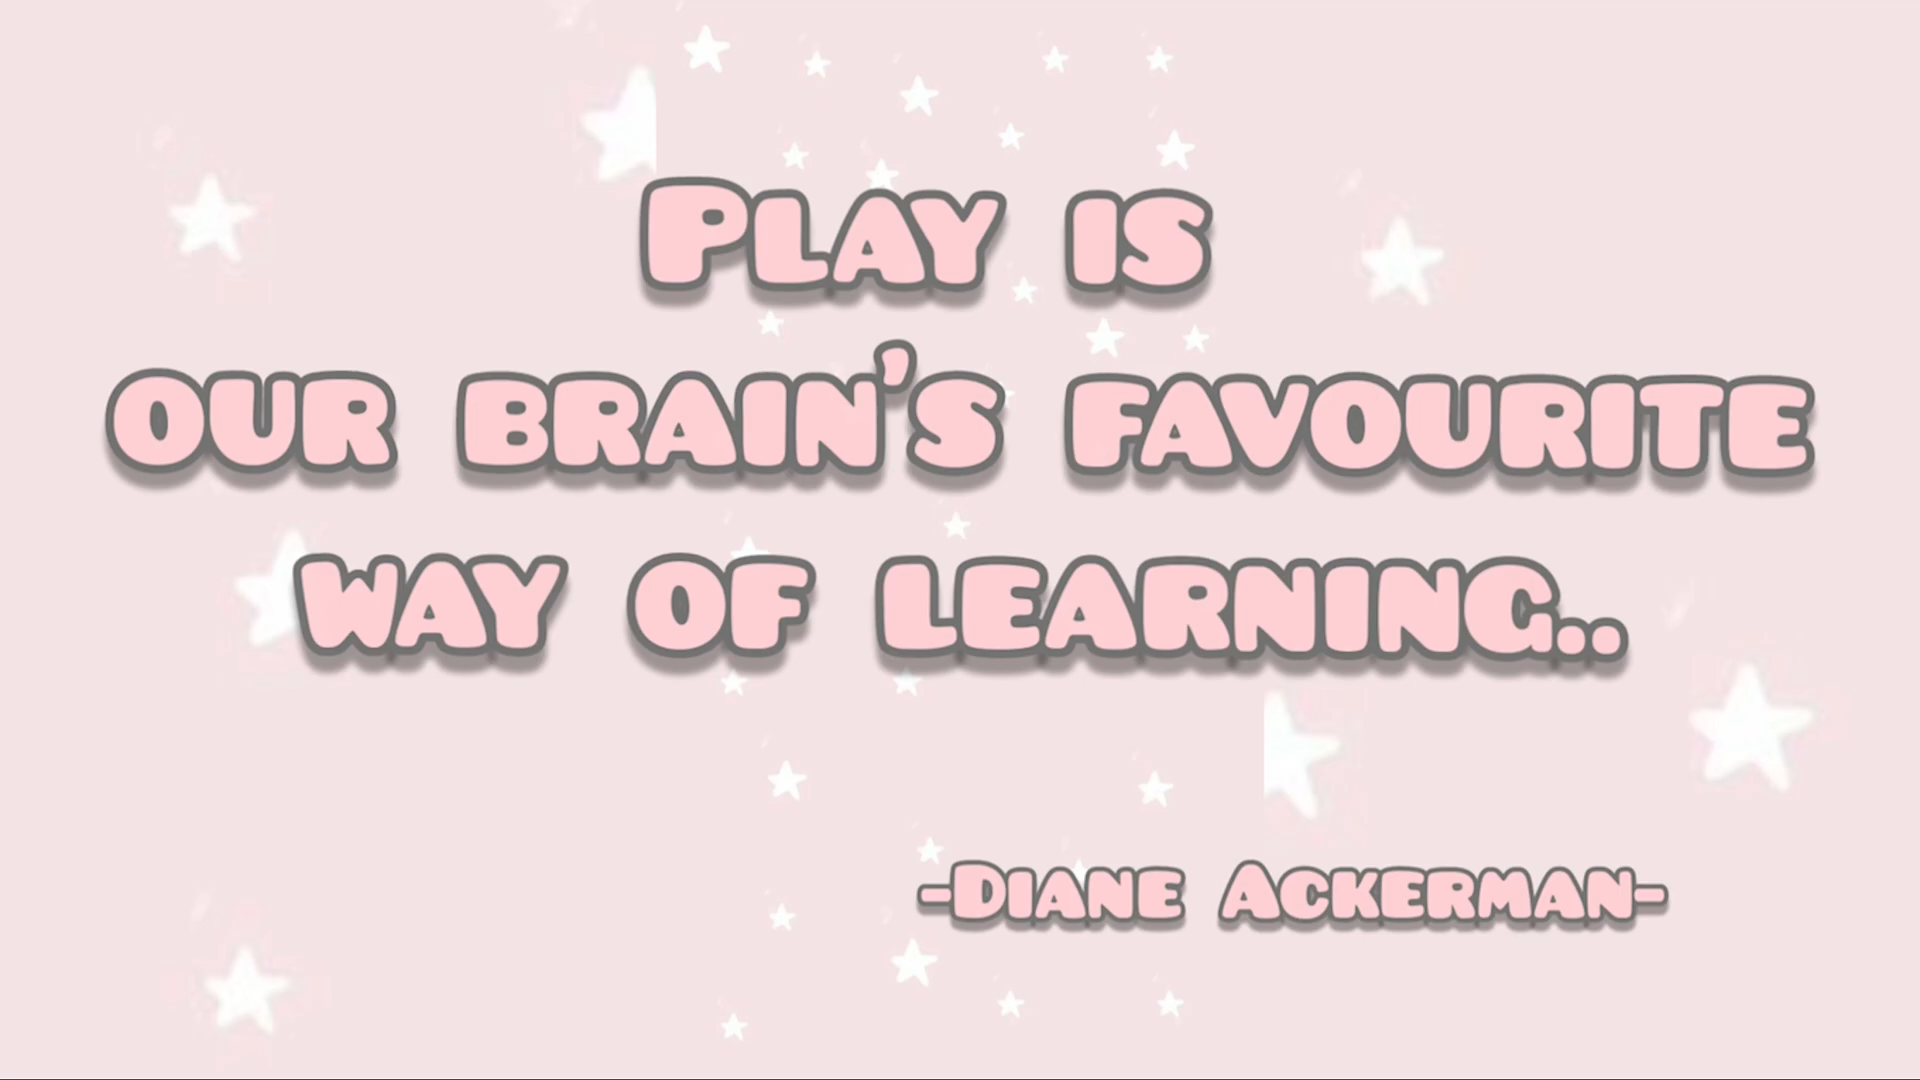 Play is
our brain's favourite
way of learning..
-Diane Ackerman-